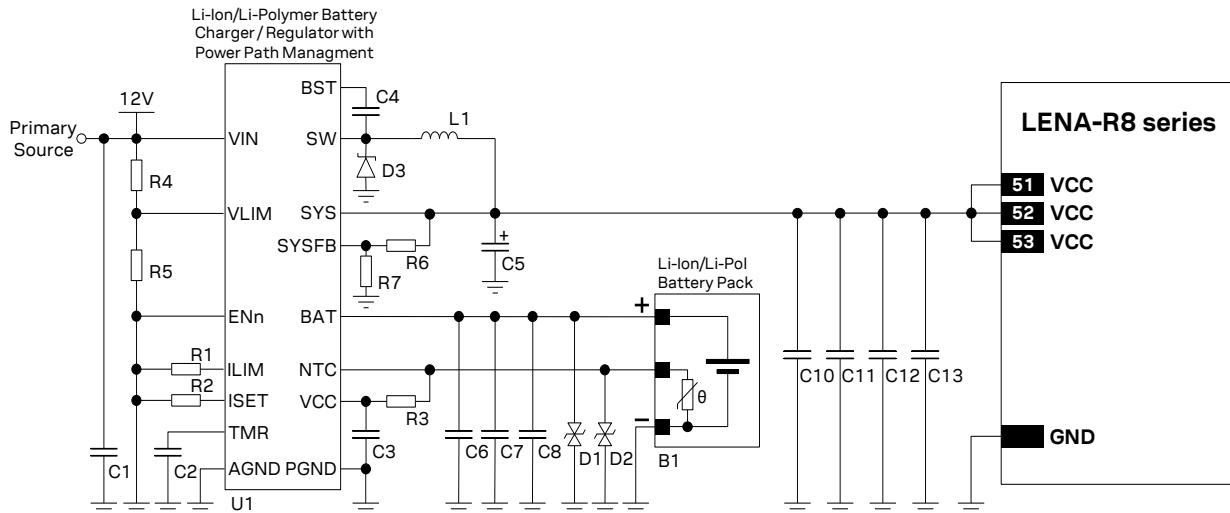 Li-Ion/Li-Polymer Battery
Charger / Regulator with
Power Path Managment
12V
Primary
Source
VIN
BST
C4
L1
SW
D3
R4
VLIM
SYS
SYSFB
R6
R7
C5
+
R5
ENn
BAT
R1
ILIM
NTC
R2
ISET
VCC
R3
TMR
C3
C1
C2
AGND
PGND
U1
C6
C7
C8
D1
D2
Li-Ion/Li-Pol
Battery Pack
+
θ
–
B1
C10
C11
C12
C13
LENA-R8 series
51 VCC
52 VCC
53 VCC
GND